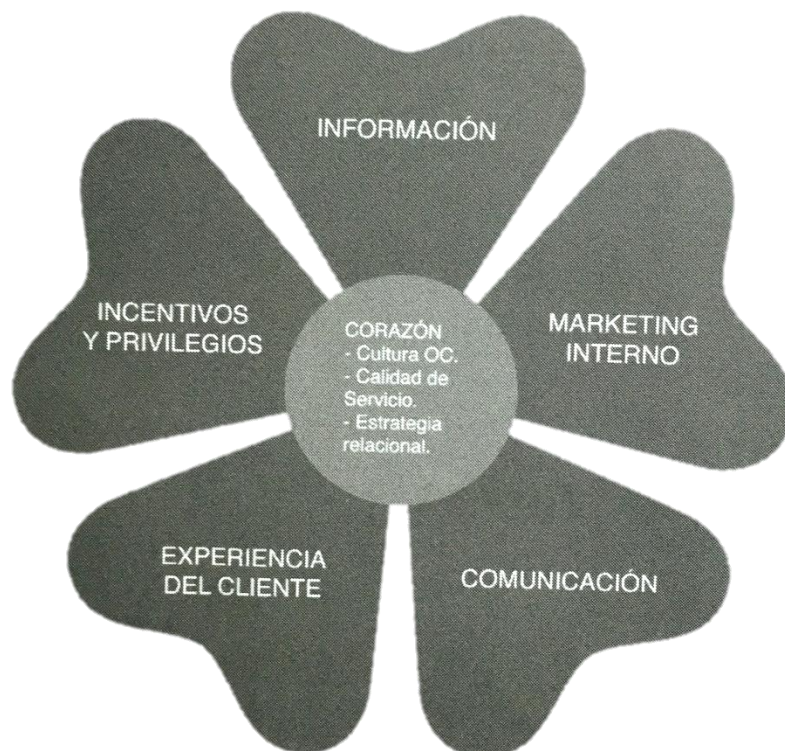 INFORMACIÓN
MARKETING
INTERNO
COMUNICACIÓN
EXPERIENCIA
DEL CLIENTE
INCENTIVOS
Y PRIVILEGIOS
CORAZÓN
- Cultura OC.
- Calidad de
Servicio.
- Estrategia
relacional.